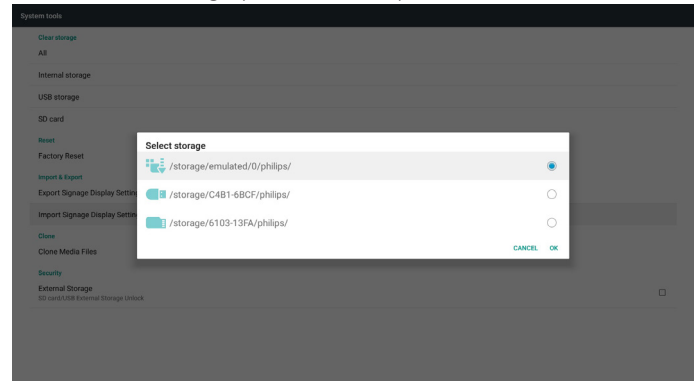 System tools
Clear storage
All
Internal storage
USB storage
SD card
Reset
Factory Reset
Import & Export
Export Signage Display Setting
Import Signage Display Settin
Clone
Clone Media Files
Security
External Storage
SD card/USB External Storage Unlock
Select storage
/storage/emulated/0/philips/
/storage/C4B1-6BCF/philips/
/storage/6103-13FA/philips/
CANCEL OK